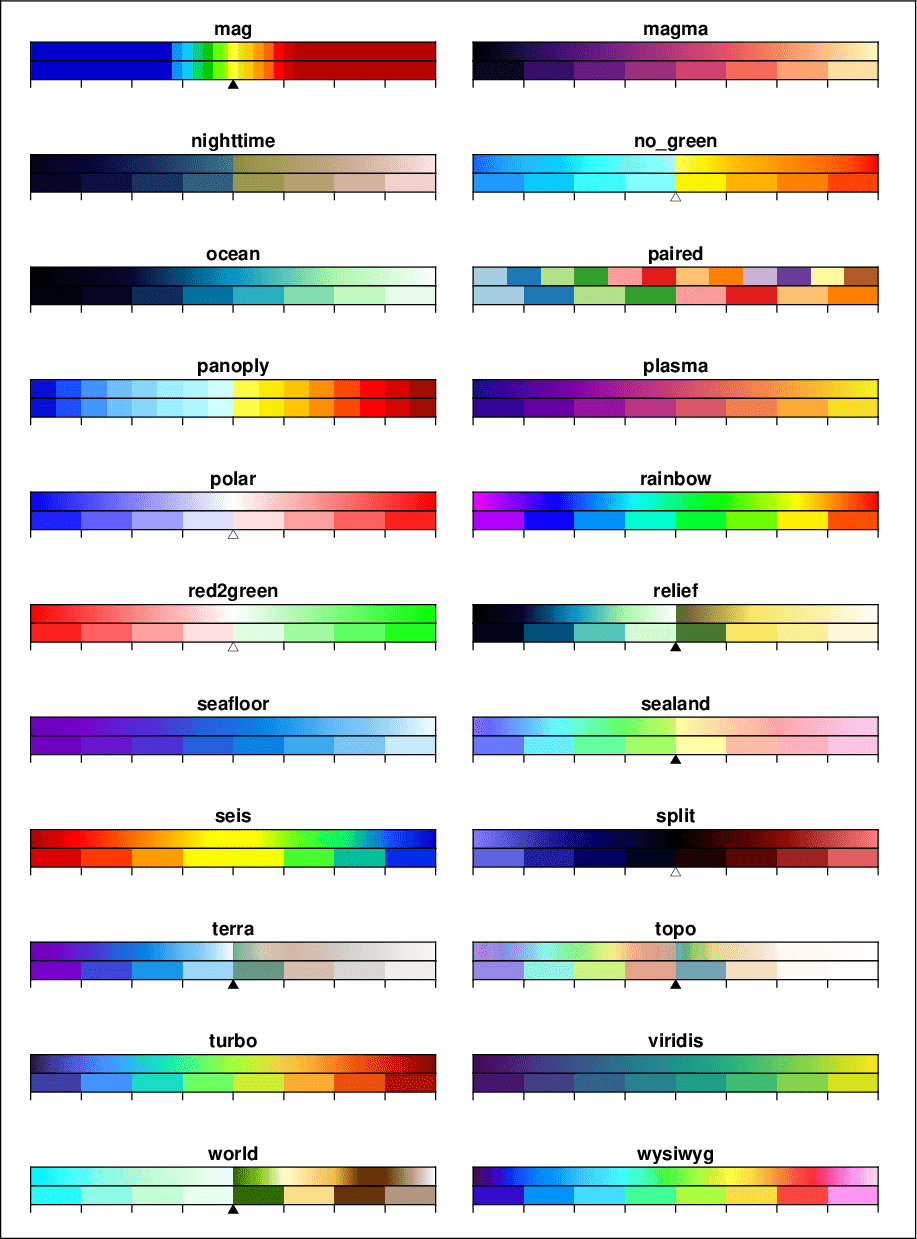 mag
magma
nighttime
no_green
ocean
paired
panoply
plasma
polar
rainbow
red2green
relief
seafloor
sealand
seis
split
terra
topo
turbo
viridis
world
wysiwyg